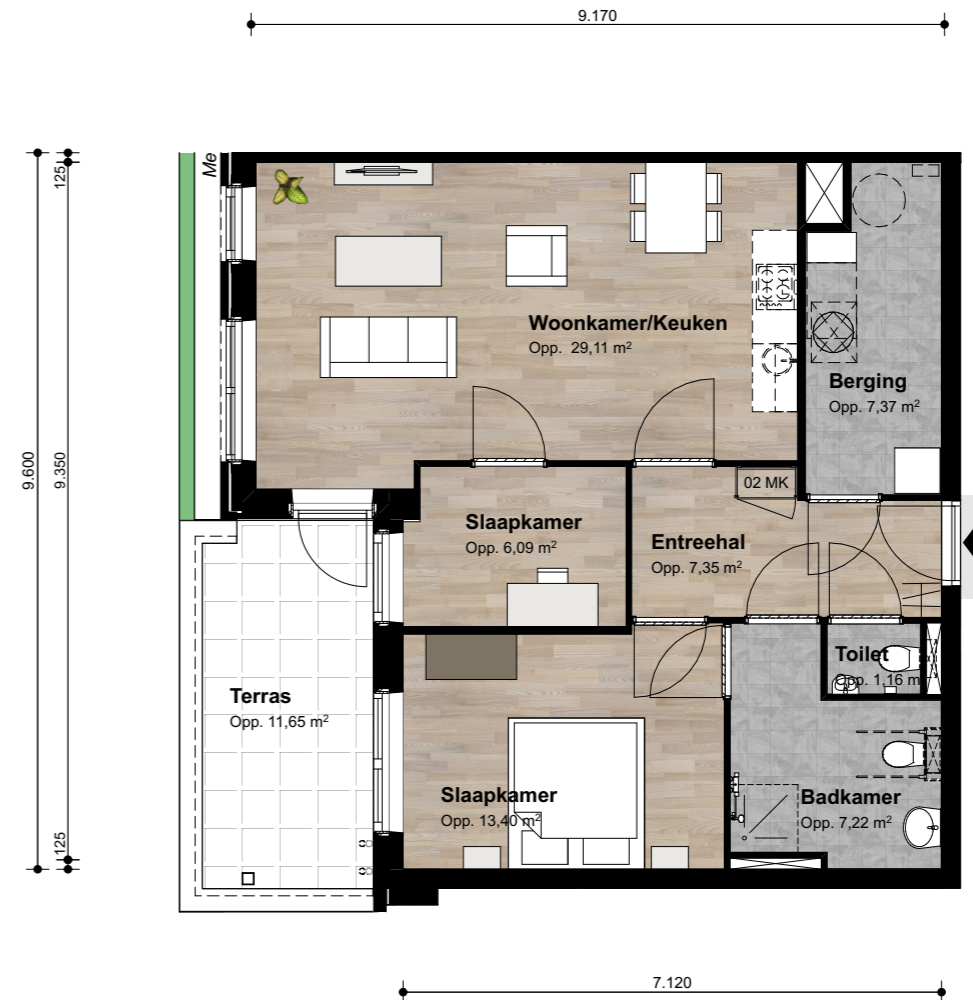 9.170
125
Me
Woonkamer/Keuken
Opp. 29,11 m²
Berging
Opp. 7,37 m²
9.600
9.350
02 MK
Slaapkamer
Opp. 6,09 m²
Entreehal
Opp. 7,35 m²
Toilet
Opp. 1,16 m
Terras
Opp. 11,65 m²
Slaapkamer
Opp. 13,40 m²
Badkamer
Opp. 7,22 m²
125
7.120